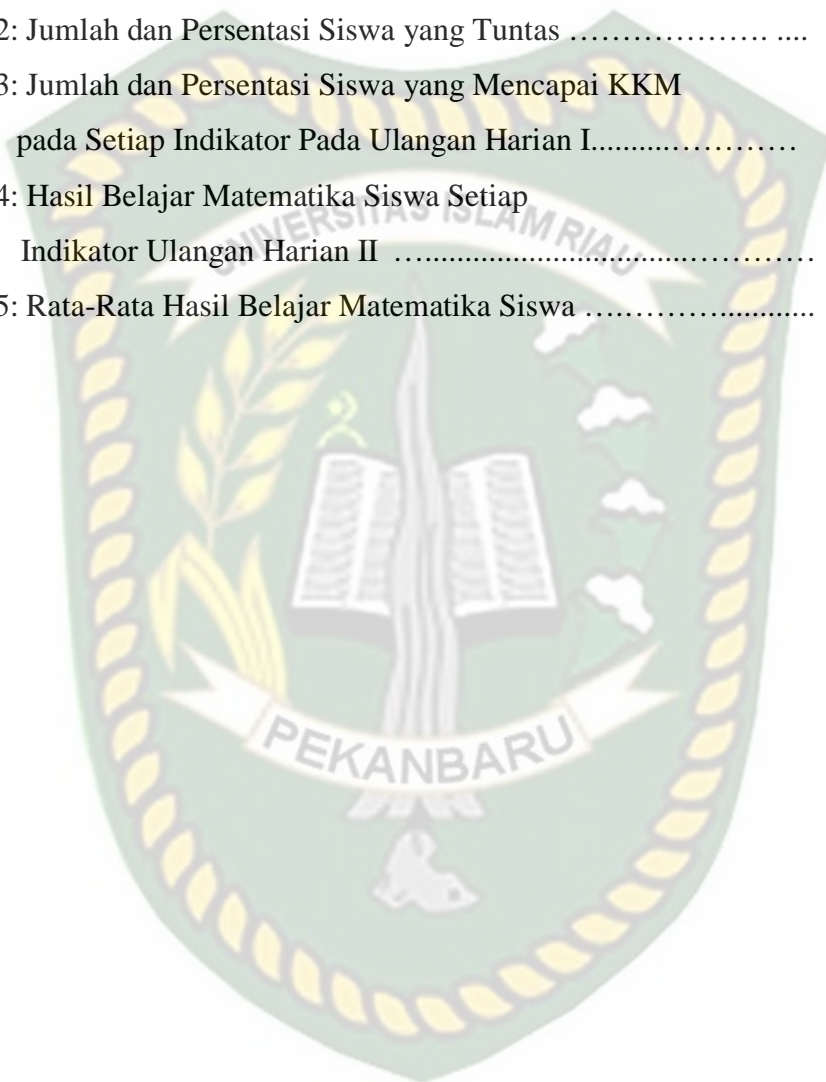 2: Jumlah dan Persentasi Siswa yang Tuntas ………………. ....
3: Jumlah dan Persentasi Siswa yang Mencapai KKM
pada Setiap Indikator Pada Ulangan Harian I..........…………
4: Hasil Belajar Matematika Siswa Setiap
Indikator Ulangan Harian II …..................................…………
5: Rata-Rata Hasil Belajar Matematika Siswa ….………............
UNIVERSITAS ISLAM RIAU
PEKANBARU